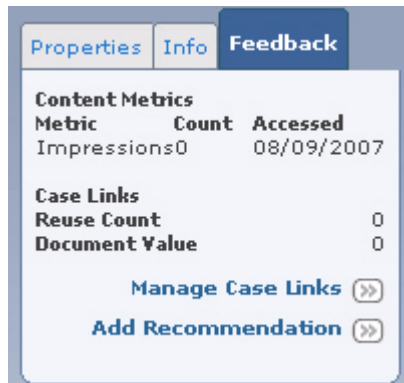 Properties Info Feedback
Content Metrics
Metric Count Accessed
Impressions0 08/09/2007
Case Links
Reuse Count 0
Document Value 0
Manage Case Links
Add Recommendation